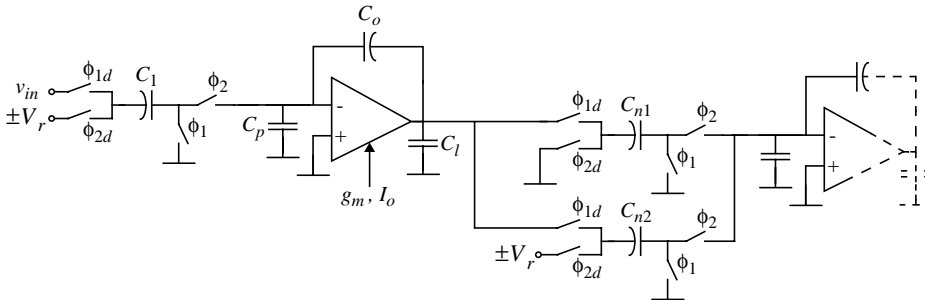 C_o
C_1
v_in
ϕ_1d
ϕ_2
±V_r
ϕ_2d
ϕ_1
C_p
-
+
C_l
g_m, I_o
ϕ_1d
C_n1
ϕ_2
ϕ_2d
ϕ_1
ϕ_1d
C_n2
ϕ_2
±V_r
ϕ_2d
ϕ_1
-
+